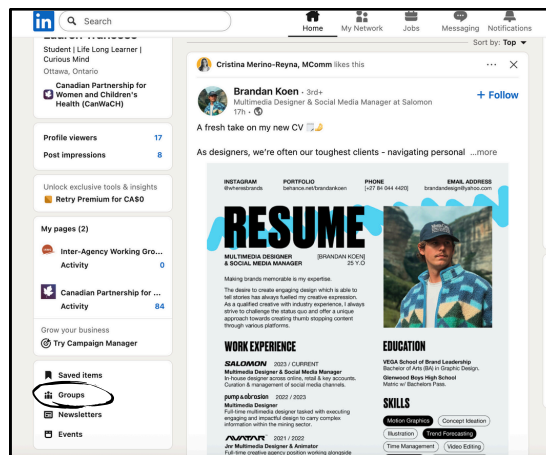 in Search
Home My Network Jobs Messaging Notifications
Student | Life Long Learner |
Curious Mind
Ottawa, Ontario
Canadian Partnership for
Women and Children's
Health (CanWaCH)
Profile viewers 17
Post impressions 8
Unlock exclusive tools & insights
Retry Premium for CA$0
My pages (2)
Inter-Agency Working Gro...
Activity 0
Canadian Partnership for ...
Activity 84
Grow your business
Try Campaign Manager
Saved items
Groups
Newsletters
Events
Sort by: Top
Cristina Merino-Reyna, MComm likes this
Brandan Koen • 3rd+
Multimedia Designer & Social Media Manager at Salomon
17h •
+ Follow
A fresh take on my new CV
As designers, we're often our toughest clients - navigating personal ...more
INSTAGRAM PORTFOLIO PHONE EMAIL ADDRESS
@wheresbrands behance.net/brandankoen [+27 84 044 4420] brandandesign@yahoo.com
RESUME
MULTIMEDIA DESIGNER [BRANDAN KOEN]
& SOCIAL MEDIA MANAGER 25 Y.O
Making brands memorable is my expertise.
The desire to create engaging design which is able to
tell stories has always fuelled my creative expression.
As a qualified creative with industry experience, I always
strive to challenge the status quo and offer a unique
approach towards creating thumb stopping content
through various platforms.
WORK EXPERIENCE
SALOMON 2023 / CURRENT
Multimedia Designer & Social Media Manager
In-house designer across online, retail & key accounts.
Curation & management of social media channels.
pump & abrasion 2022 / 2023
Multimedia Designer
Full-time multimedia designer tasked with executing
engaging and impactful design to carry complex
information within the mining sector.
AVATAR 2021 / 2022
Jnr Multimedia Designer & Animator
Full-time creative agency position working alongside
EDUCATION
VEGA School of Brand Leadership
Bachelor of Arts (BA) in Graphic Design.
Glenwood Boys High School
Matric w/ Bachelors Pass.
SKILLS
Motion Graphics Concept Ideation
Illustration Trend Forecasting
Time Management Video Editing